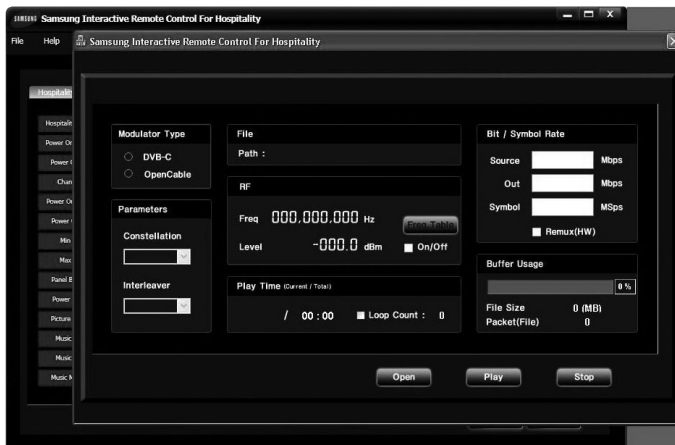 SAMSUNG Samsung Interactive Remote Control For Hospitality
File Help
Samsung Interactive Remote Control For Hospitality
Hospitality
Hospitalit
Power On
Power
Chan
Power On
Power
Min
Max
Panel B
Power
Picture
Music
Music
Music M
Modulator Type
DVB-C
OpenCable
Parameters
Constellation
Interleaver
File
Path :
RF
Freq 000,000,000 Hz
Freq Table
Level -000.0 dBm
On/Off
Play Time (Current / Total)
/ 00:00 Loop Count : 0
Bit / Symbol Rate
Source Mbps
Out Mbps
Symbol MSps
Remux(HW)
Buffer Usage
0 %
File Size 0 (MB)
Packet(File) 0
Open Play Stop